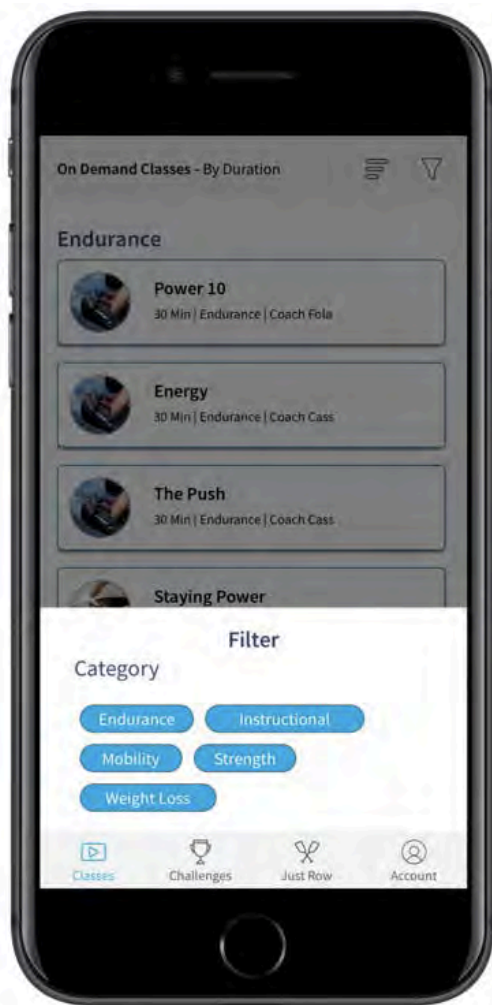 On Demand Classes - By Duration
Endurance
Power 10
30 Min | Endurance | Coach Fola
Energy
30 Min | Endurance | Coach Cass
The Push
30 Min | Endurance | Coach Cass
Staying Power
Filter
Category
Endurance Instructional
Mobility Strength
Weight Loss
Classes Challenges Just Row Account